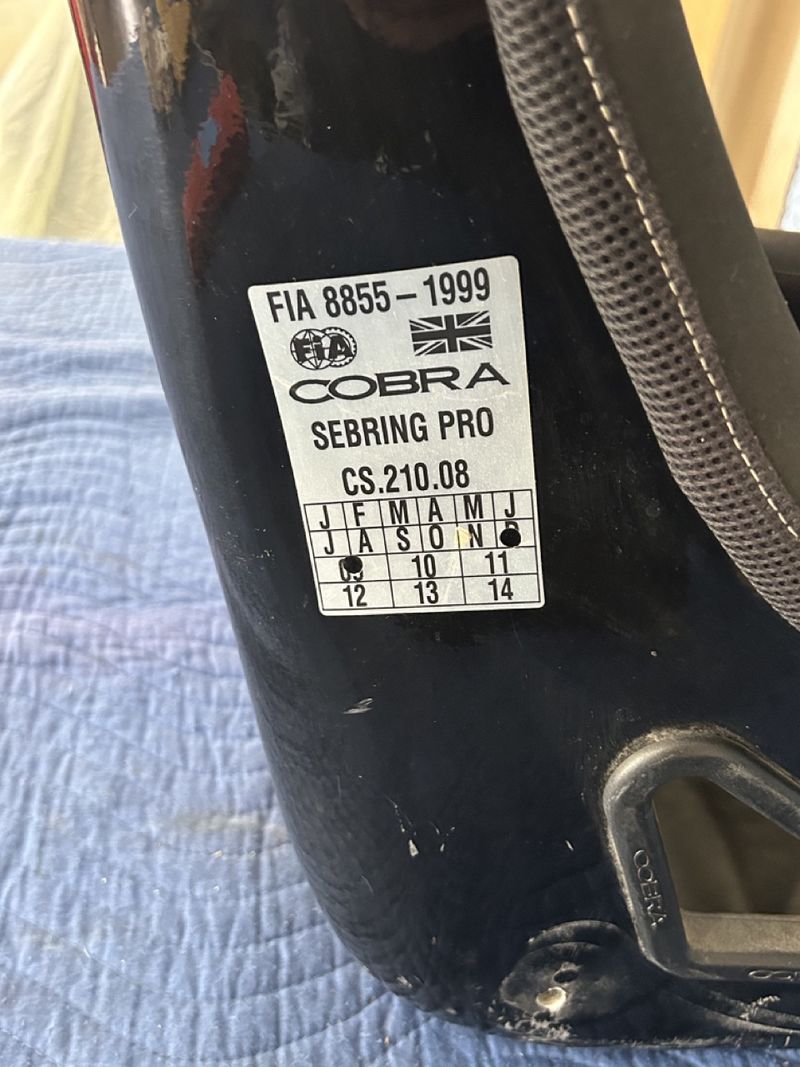 FIA 8855-1999
FIA
COBRA
SEBRING PRO
CS.210.08
J F M A M J
J A S O N D
09 10 11
12 13 14
COBRA